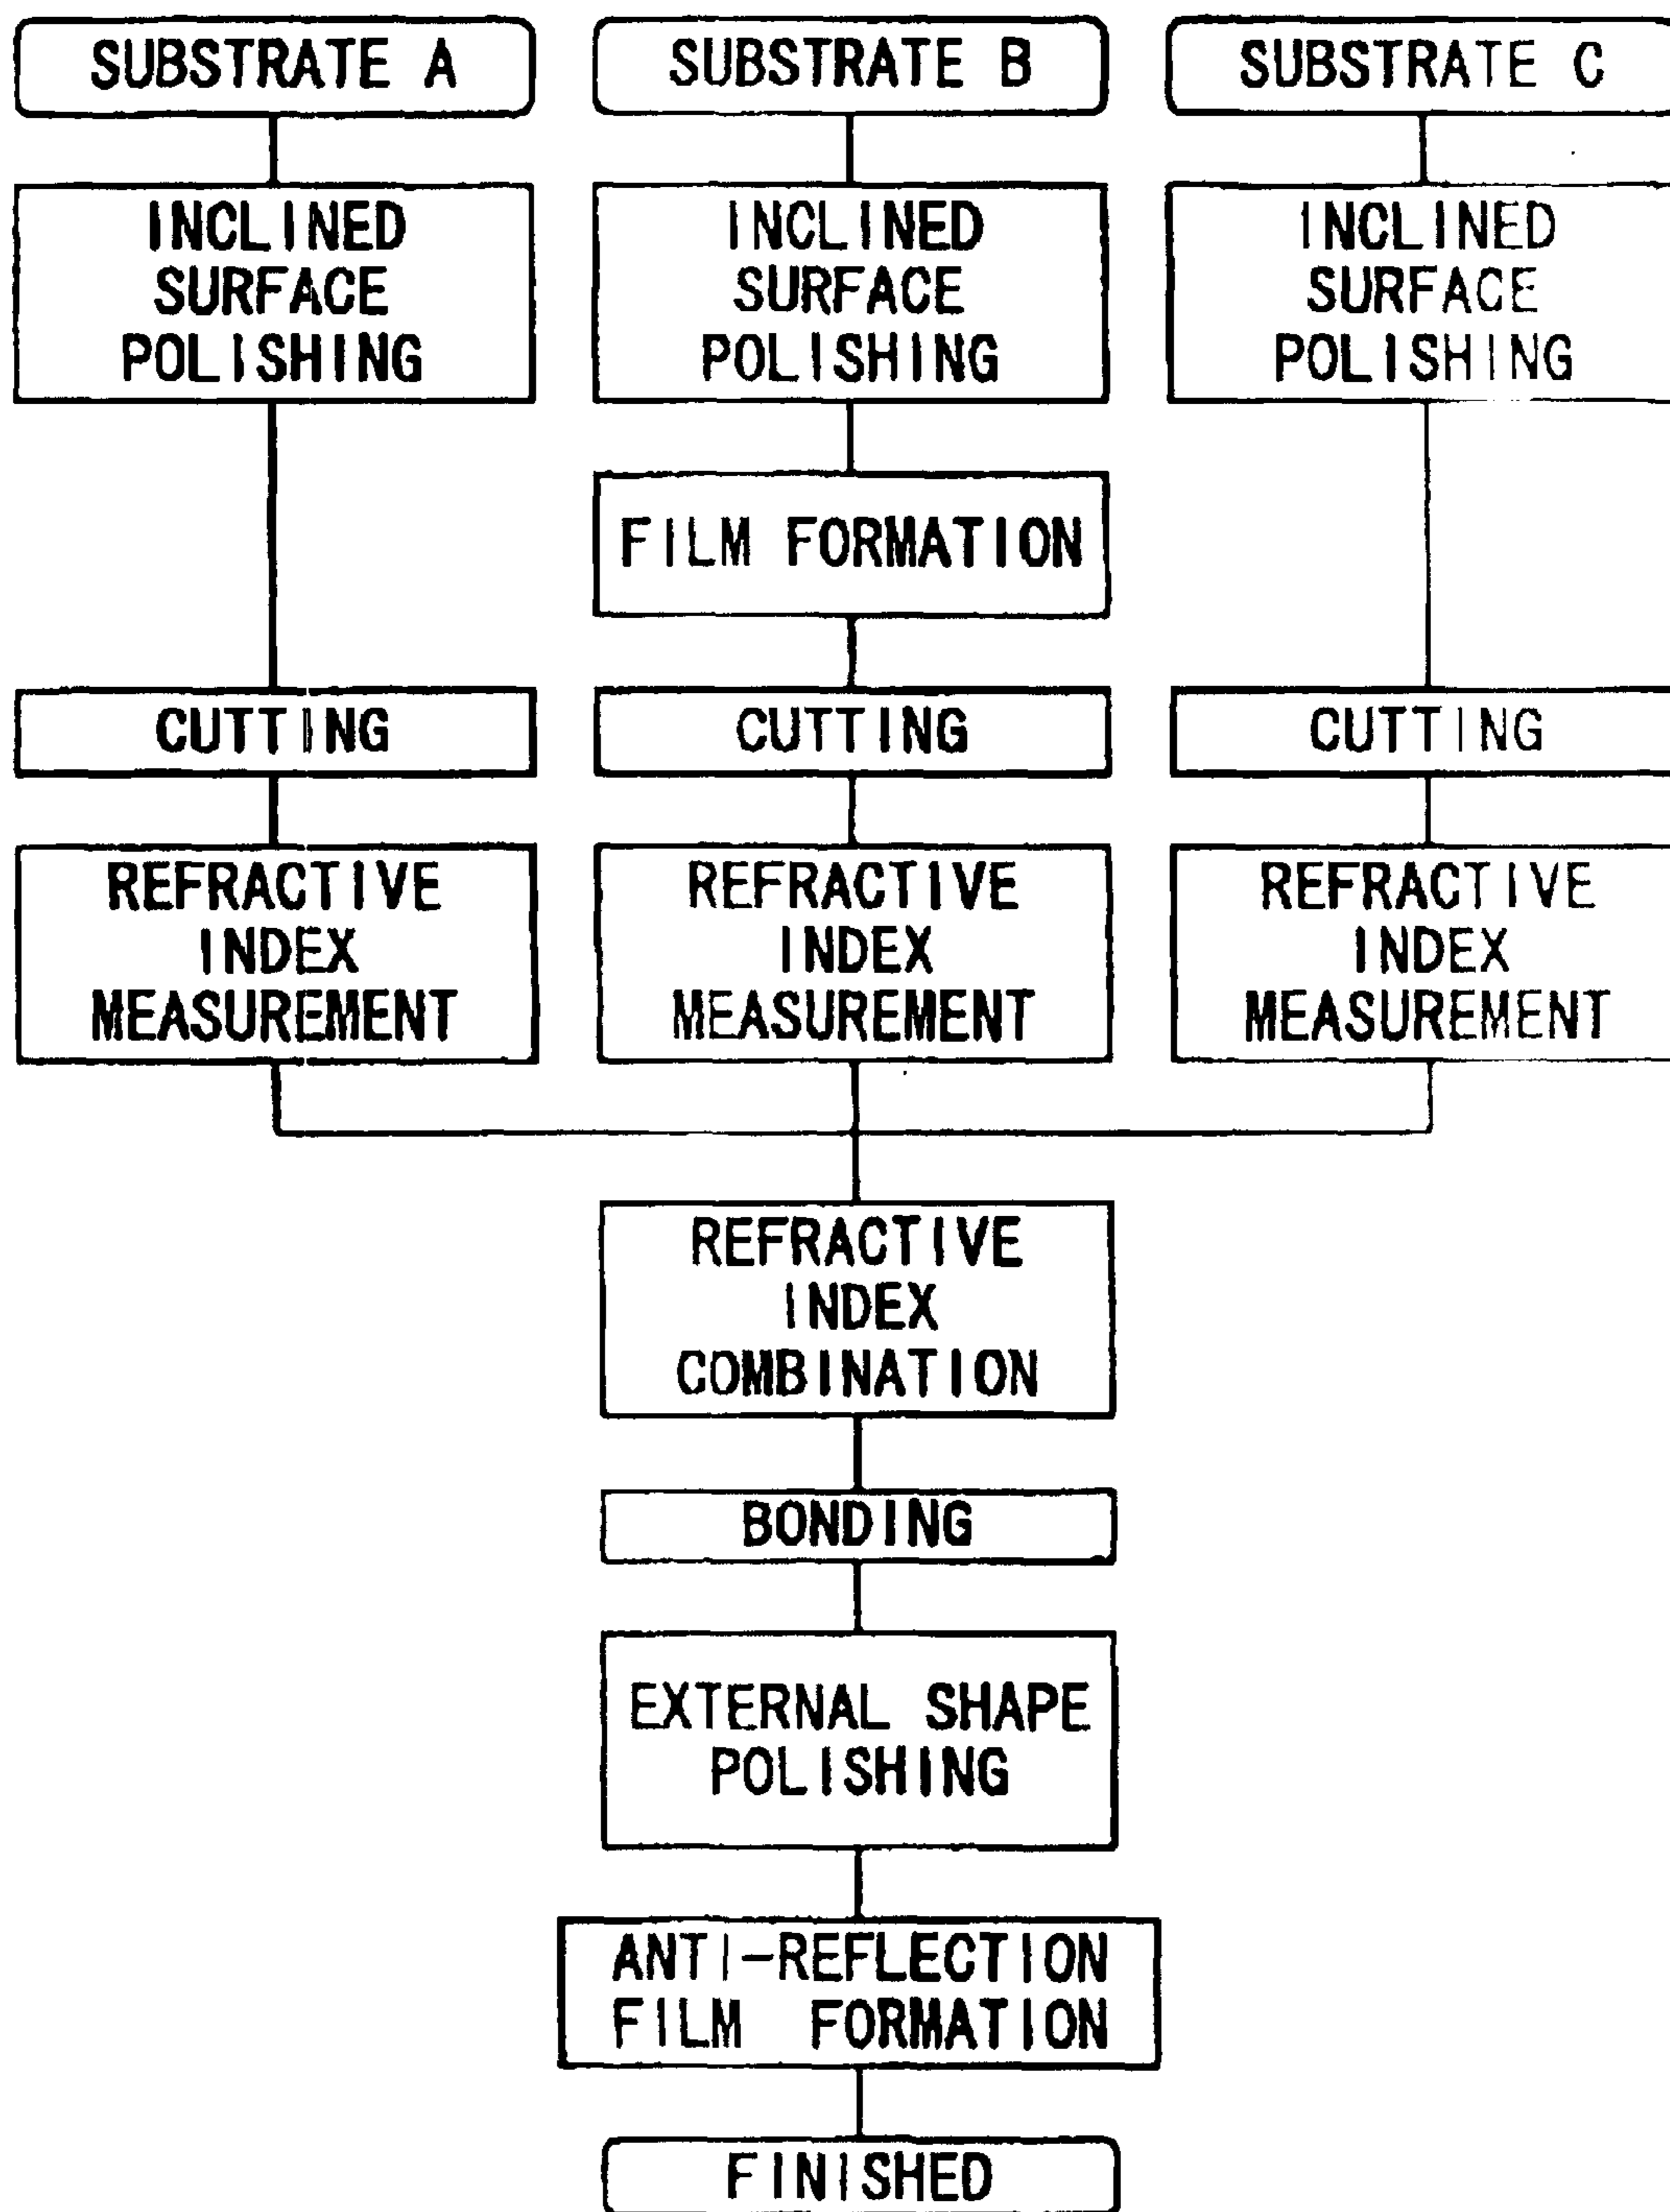 SUBSTRATE A
SUBSTRATE B
SUBSTRATE C
INCLINED
SURFACE
POLISHING
INCLINED
SURFACE
POLISHING
INCLINED
SURFACE
POLISHING
FILM FORMATION
CUTTING
CUTTING
CUTTING
REFRACTIVE
INDEX
MEASUREMENT
REFRACTIVE
INDEX
MEASUREMENT
REFRACTIVE
INDEX
MEASUREMENT
REFRACTIVE
INDEX
COMBINATION
BONDING
EXTERNAL SHAPE
POLISHING
ANTI-REFLECTION
FILM FORMATION
FINISHED